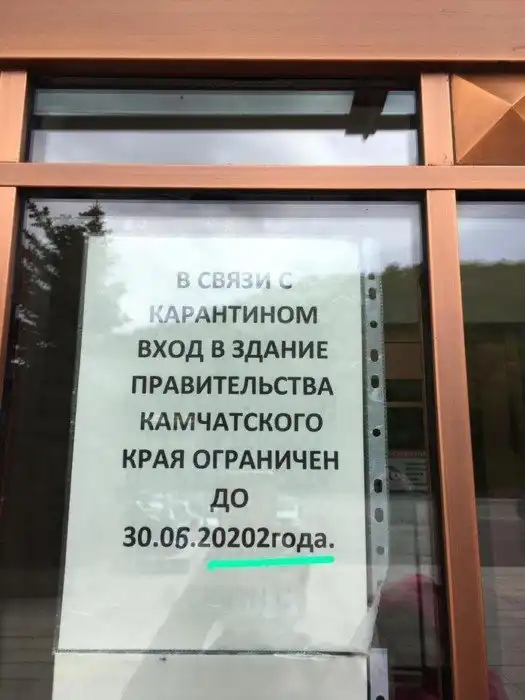 В СВЯЗИ С
КАРАНТИНОМ
ВХОД В ЗДАНИЕ
ПРАВИТЕЛЬСТВА
КАМЧАТСКОГО
КРАЯ ОГРАНИЧЕН
ДО
30.06.20202года.